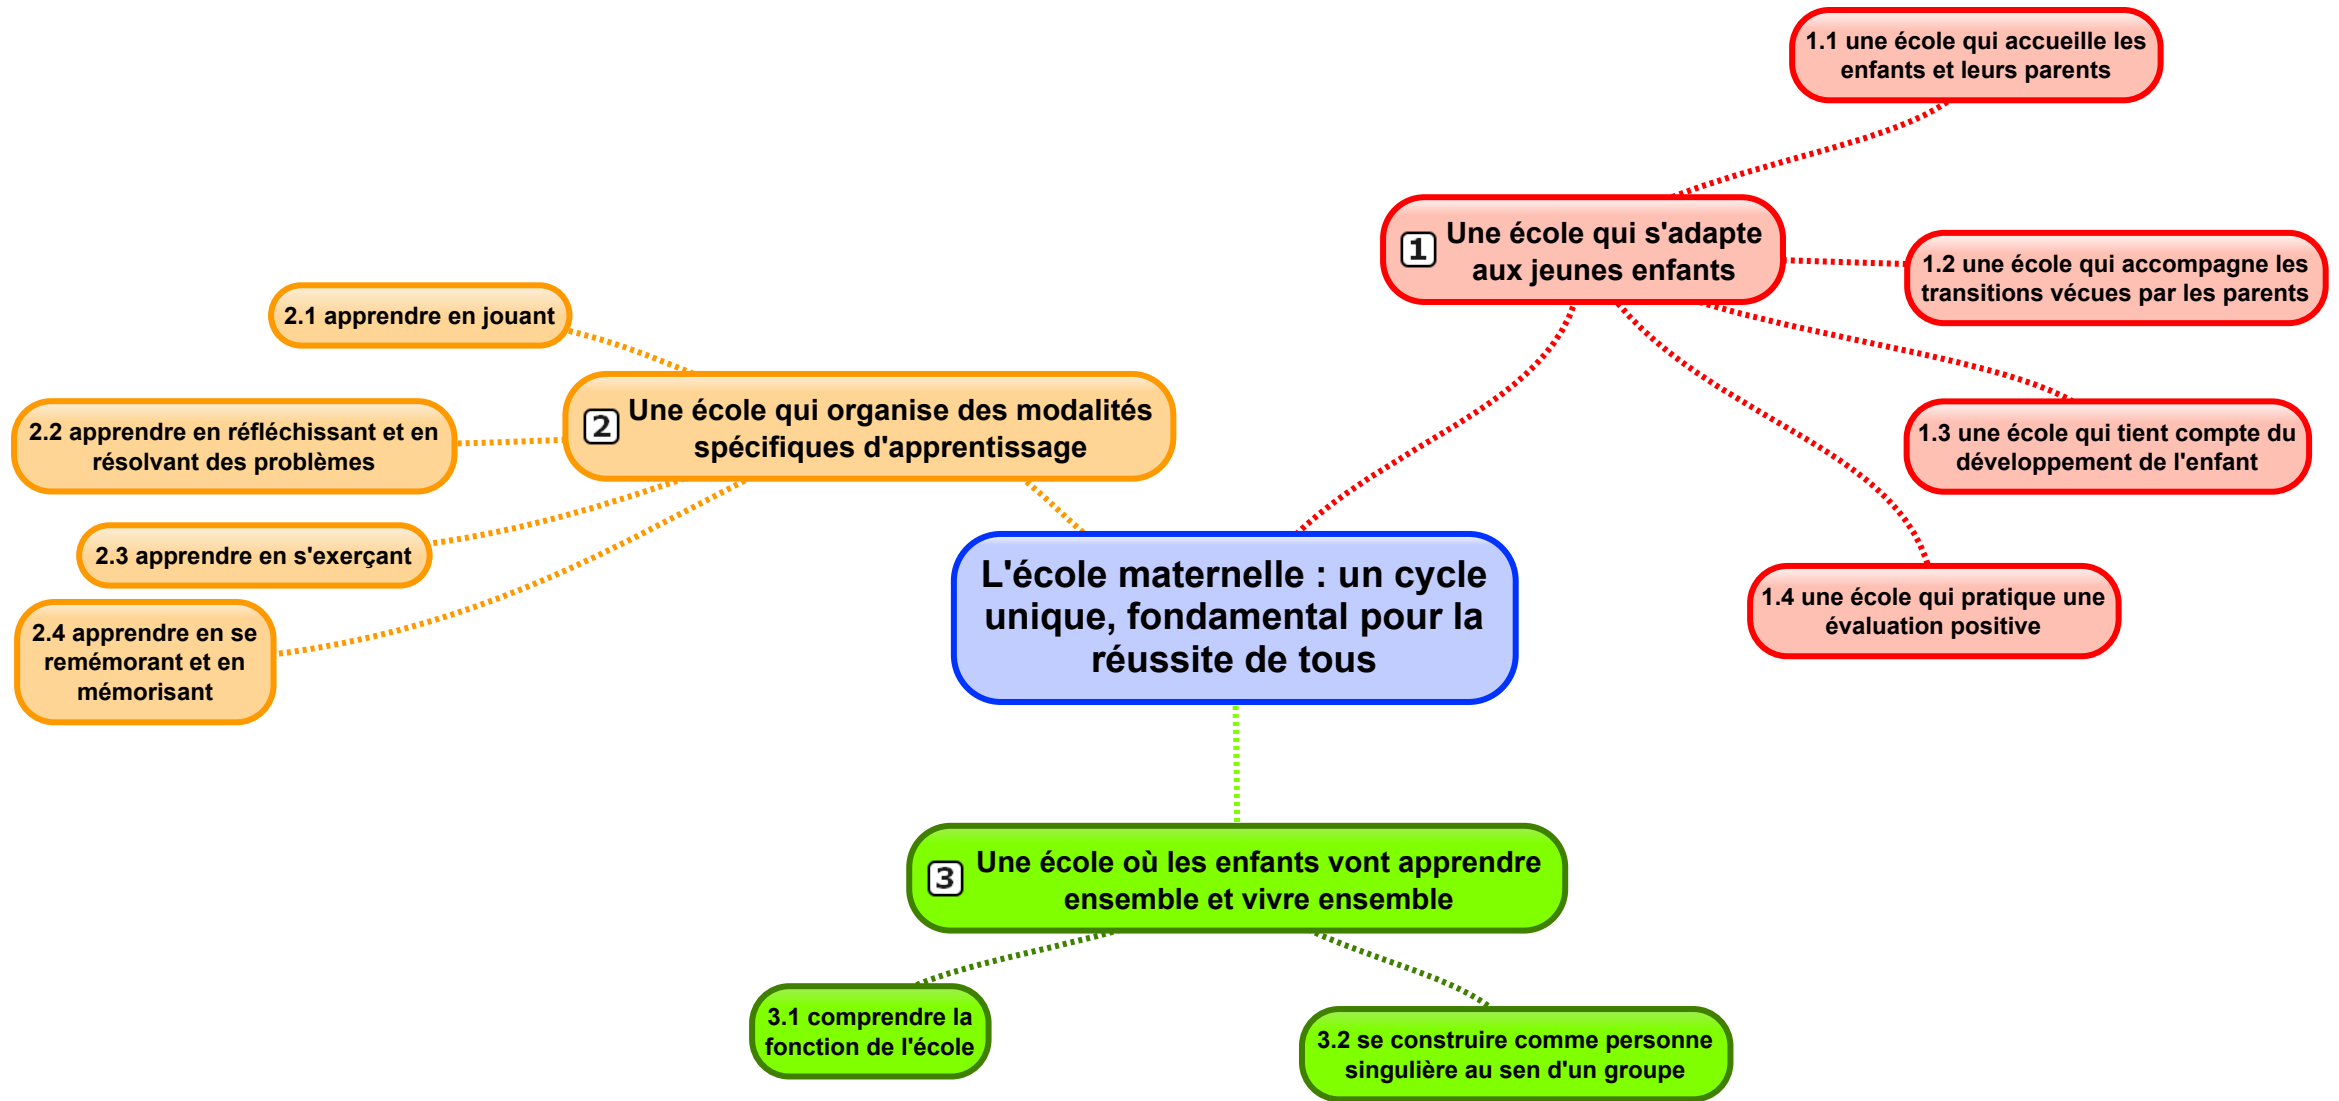 L'école maternelle : un cycle
unique, fondamental pour la
réussite de tous
1
Une école qui s'adapte
aux jeunes enfants
1.1 une école qui accueille les
enfants et leurs parents
1.2 une école qui accompagne les
transitions vécues par les parents
1.3 une école qui tient compte du
développement de l'enfant
1.4 une école qui pratique une
évaluation positive
2
Une école qui organise des modalités
spécifiques d'apprentissage
2.1 apprendre en jouant
2.2 apprendre en réfléchissant et en
résolvant des problèmes
2.3 apprendre en s'exerçant
2.4 apprendre en se
remémorant et en
mémorisant
3
Une école où les enfants vont apprendre
ensemble et vivre ensemble
3.1 comprendre la
fonction de l'école
3.2 se construire comme personne
singulière au sen d'un groupe